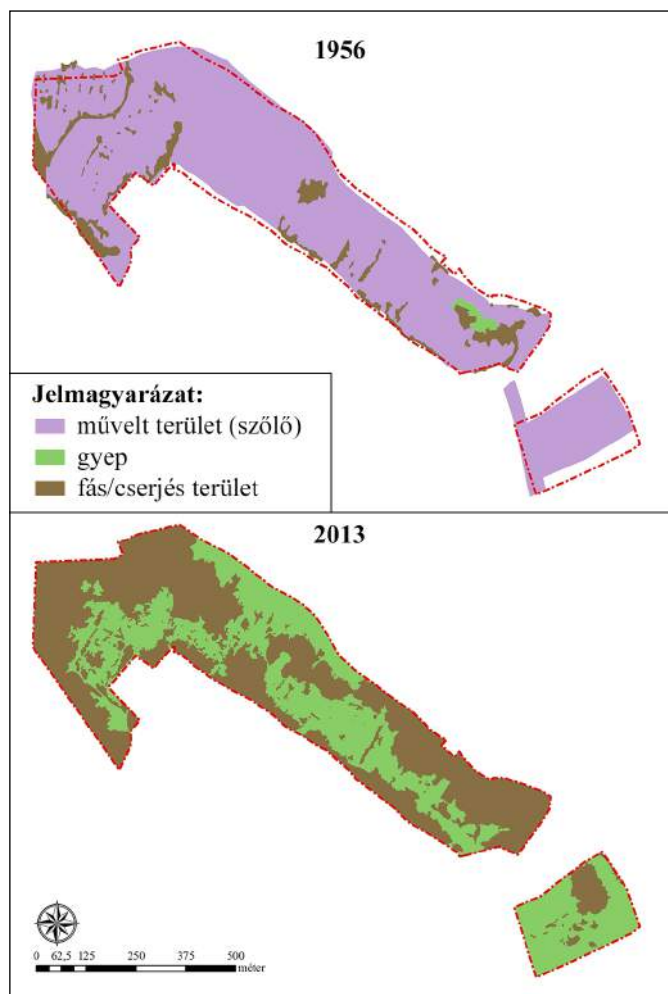 1956
Jelmagyarázat:
művelt terület (szőlő)
gyep
fás/cserjés terület
2013
0 62,5 125 250 375 500
méter